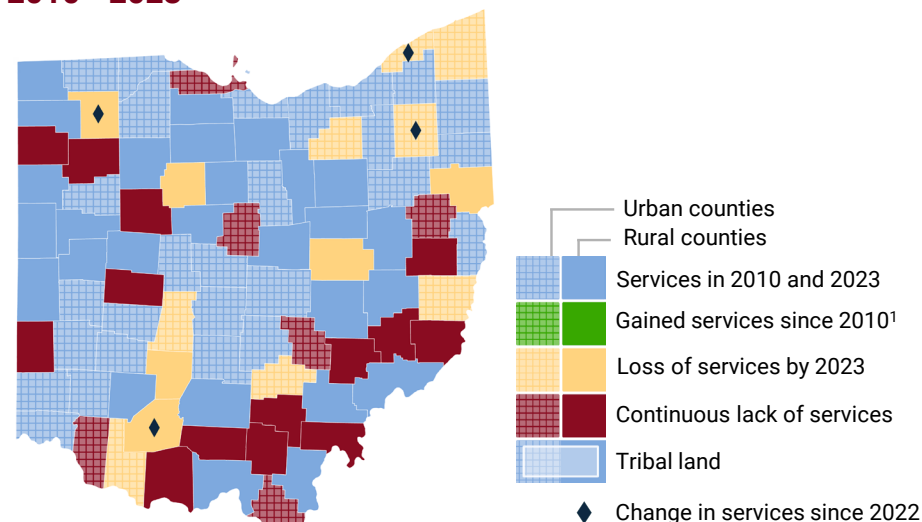 Urban counties
Rural counties
Services in 2010 and 2023
Gained services since 2010¹
Loss of services by 2023
Continuous lack of services
Tribal land
Change in services since 2022